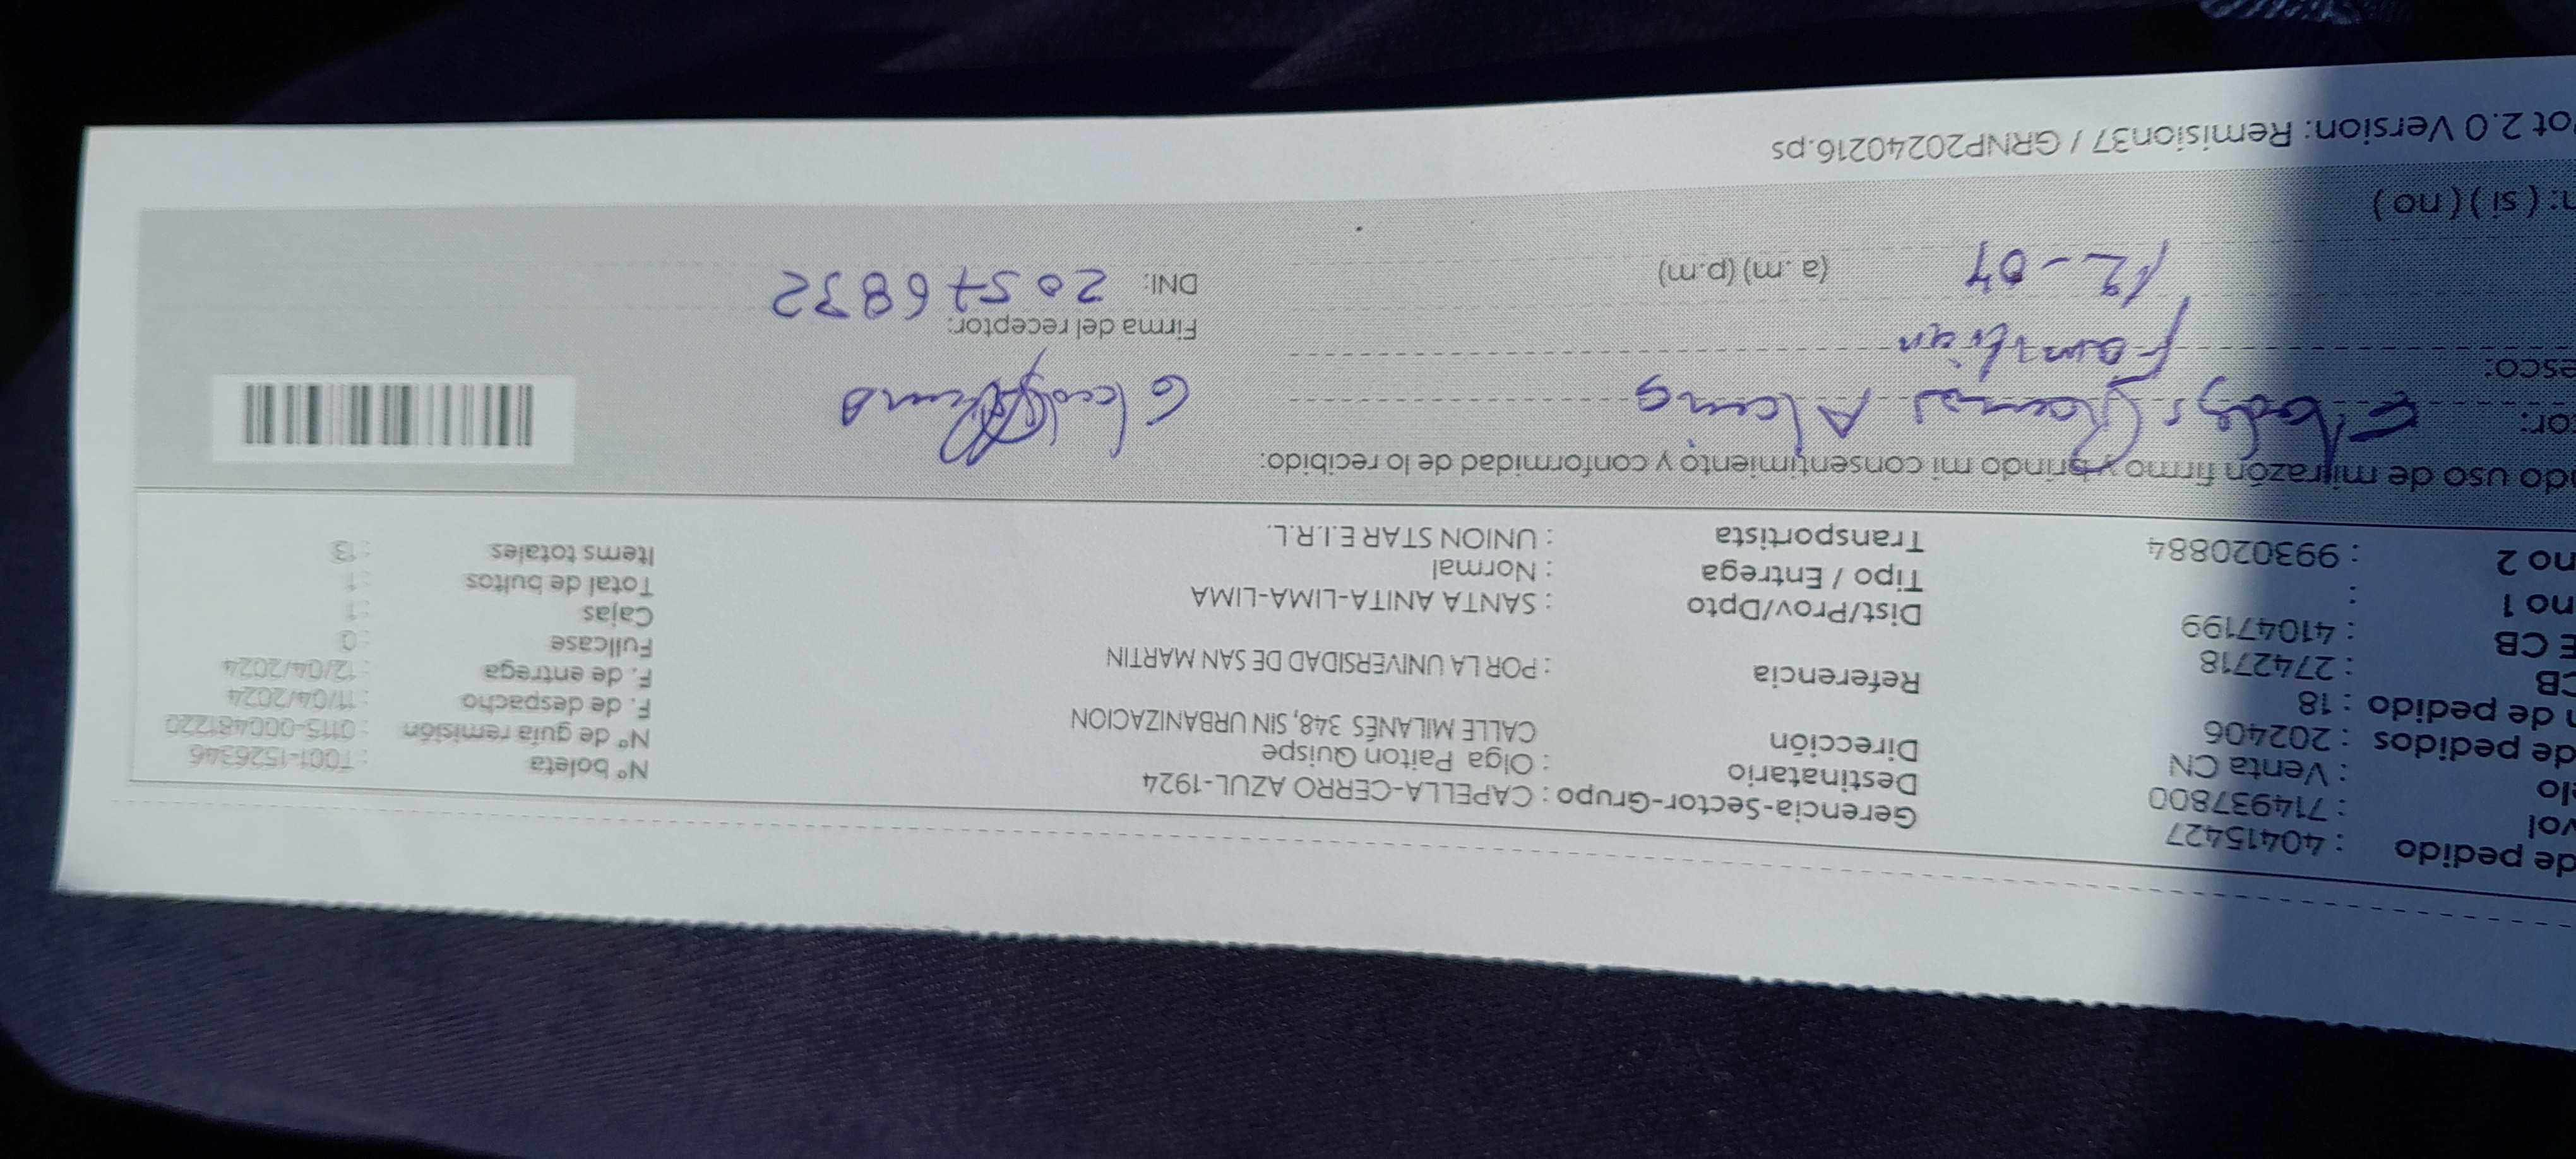 de pedido : 40415427
vol : 714937800
elo : Venta CN
de pedidos : 202406
n de pedido : 18
CB : 2742718
E CB : 41047199
no 1 :
no 2 : 993020884
Gerencia-Sector-Grupo : CAPELLA-CERRO AZUL-1924
Destinatario : Olga Paiton Quispe
Dirección CALLE MILANÉS 348, SIN URBANIZACION
Referencia : POR LA UNIVERSIDAD DE SAN MARTIN
Dist/Prov/Dpto : SANTA ANITA-LIMA-LIMA
Tipo / Entrega : Normal
Transportista : UNION STAR E.I.R.L.
Nº boleta : T001-1526346
Nº de guía remisión : 0115-000481220
F. de despacho : 11/04/2024
F. de entrega : 12/04/2024
Fullcase : 0
Cajas : 1
Total de bultos : 1
Items totales : 13
ndo uso de mi razón firmo y brindo mi consentimiento y conformidad de lo recibido:
or: Ramos
esco:
12-04 (a.m) (p.m)
n: ( si ) ( no )
Firma del receptor:
DNI: 20576832
ot 2.0 Version: Remision37 / GRNP20240216.ps